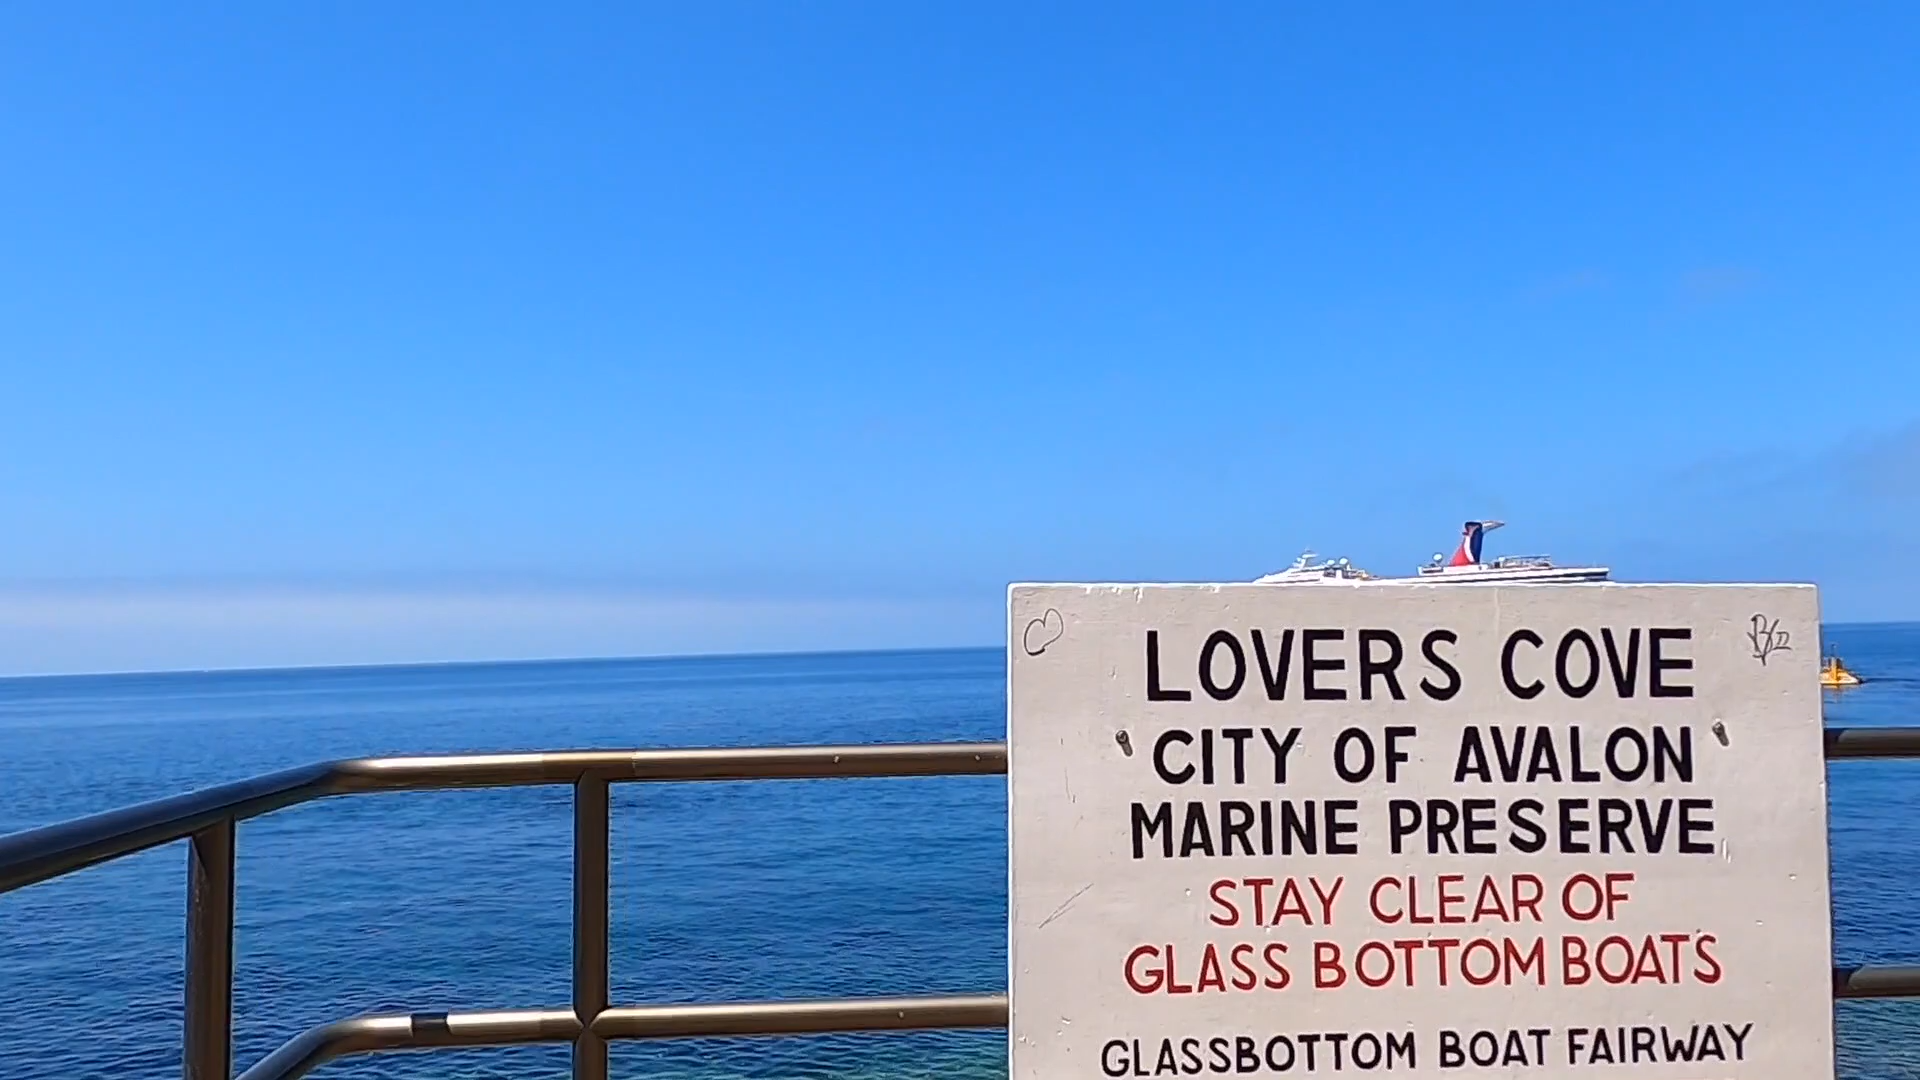 LOVERS COVE
CITY OF AVALON
MARINE PRESERVE
STAY CLEAR OF
GLASS BOTTOM BOATS
GLASSBOTTOM BOAT FAIRWAY